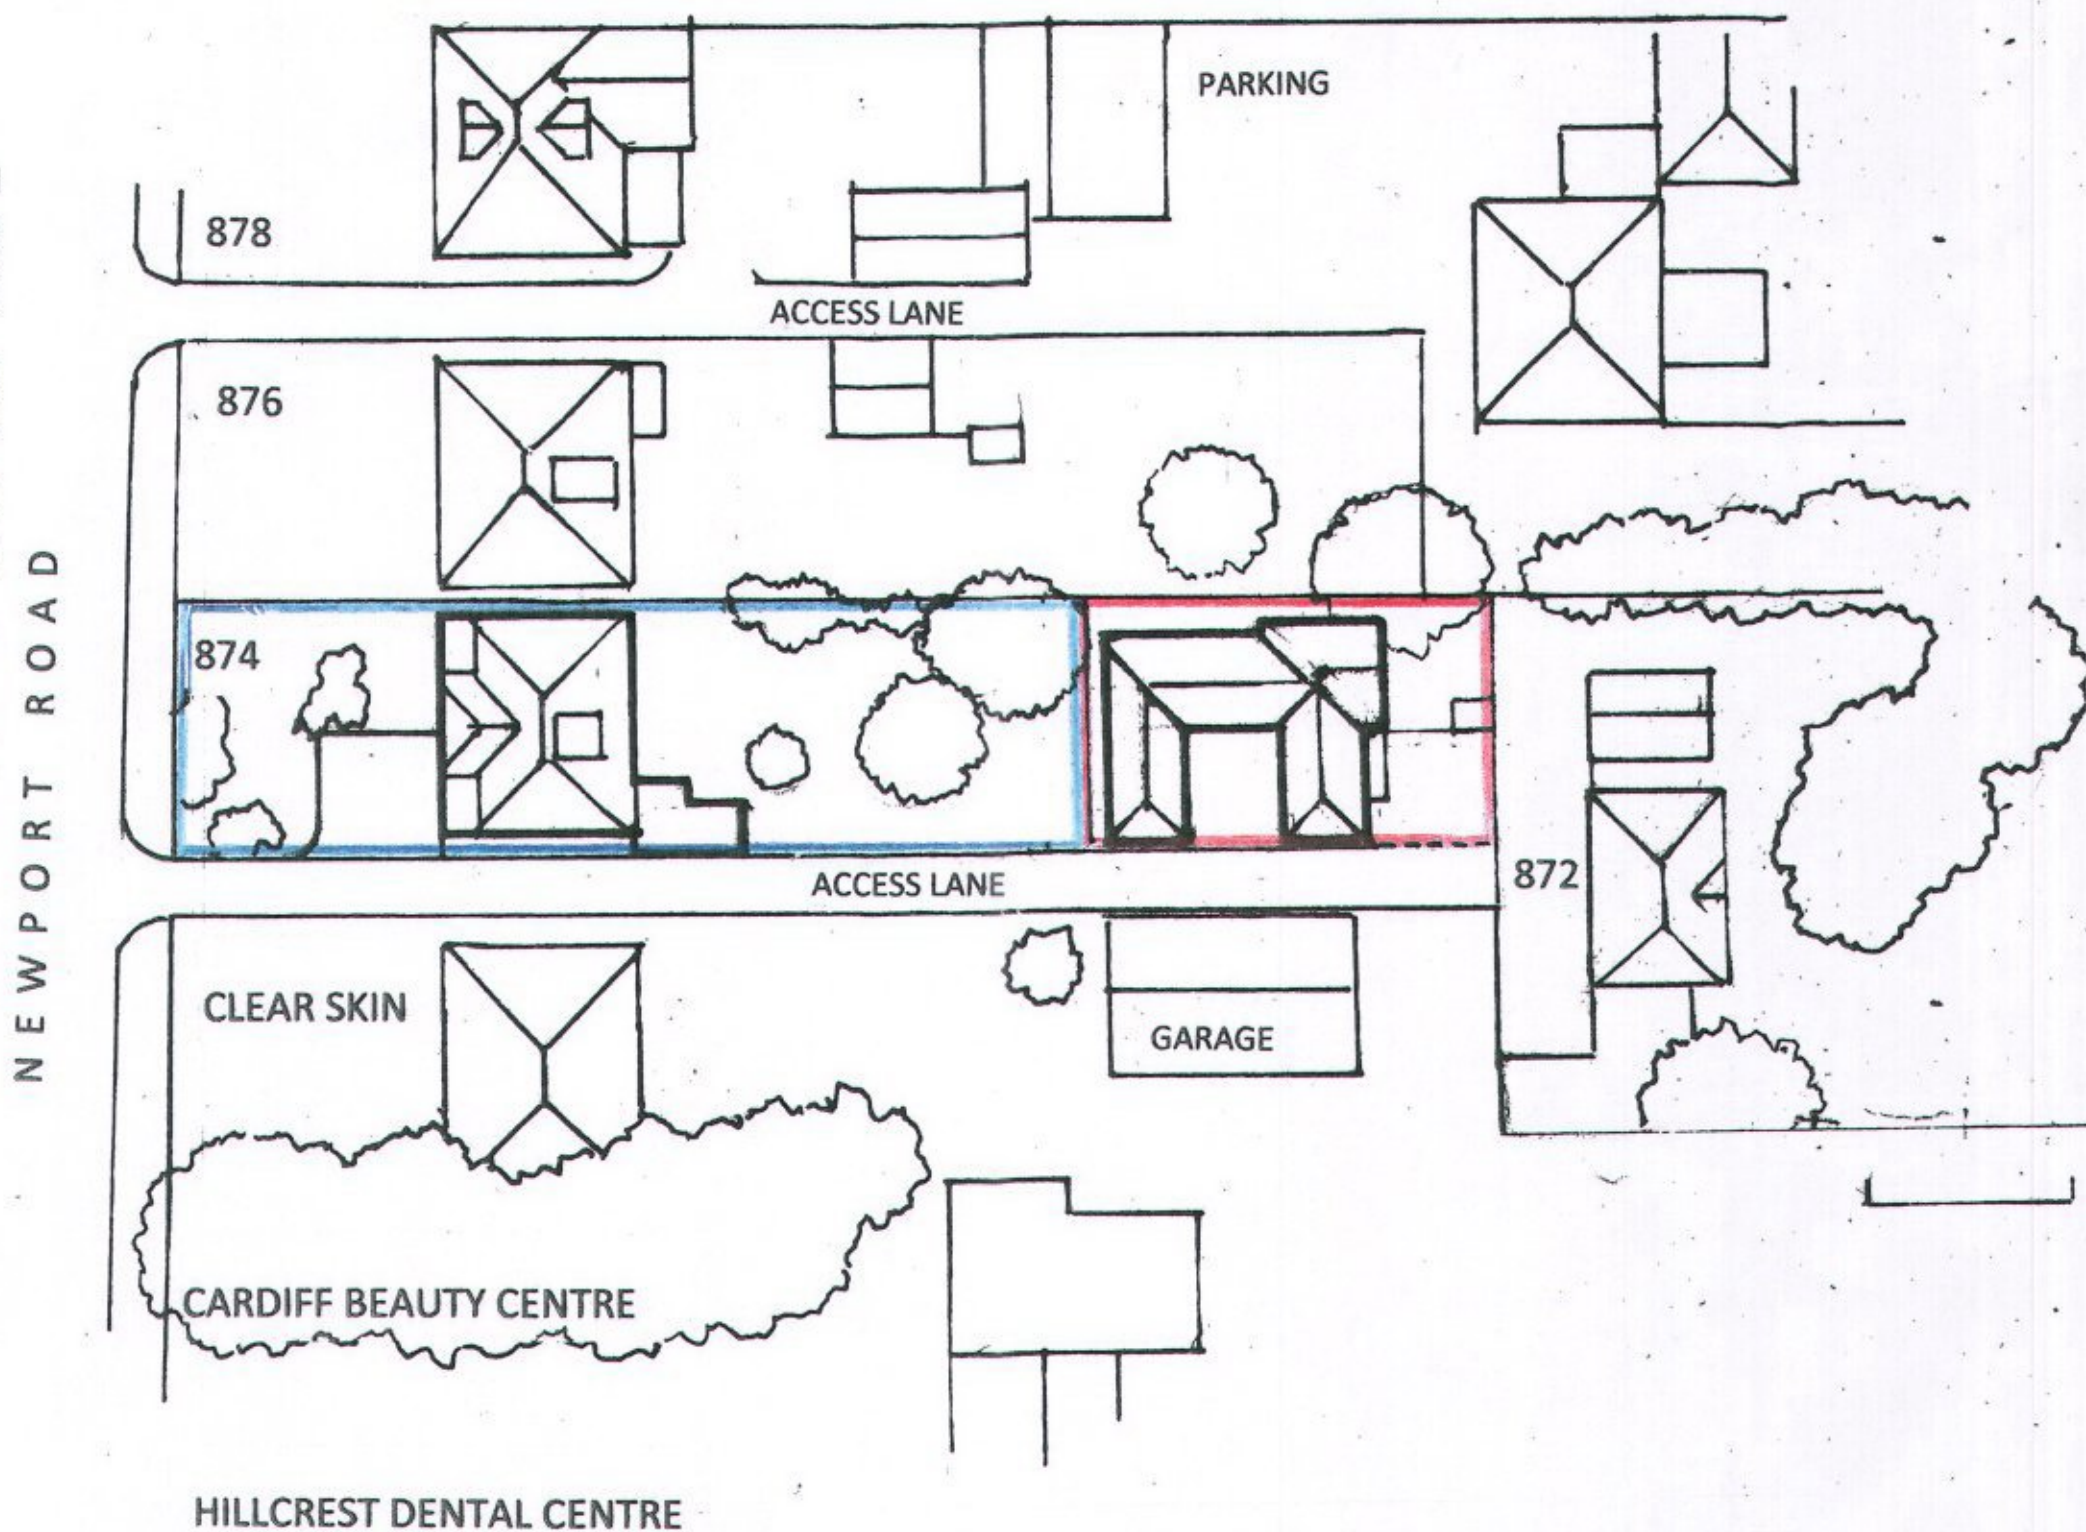 PARKING
878
ACCESS LANE
876
NEWPORT ROAD
874
872
ACCESS LANE
CLEAR SKIN
GARAGE
CARDIFF BEAUTY CENTRE
HILLCREST DENTAL CENTRE